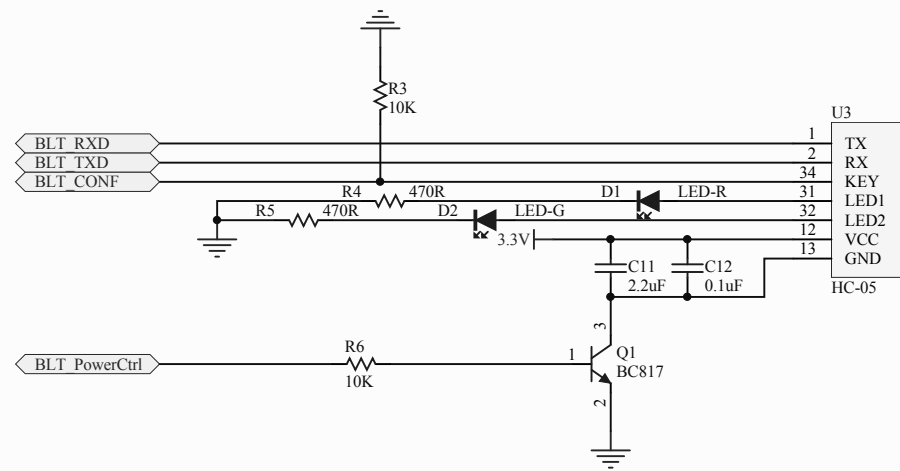 R3
10K
U3
BLT_RXD
1
TX
BLT_TXD
2
RX
BLT_CONF
34
KEY
R4
470R
D1
LED-R
31
LED1
R5
470R
D2
LED-G
32
LED2
3.3V
12
VCC
13
GND
C11
2.2uF
C12
0.1uF
HC-05
3
BLT_PowerCtrl
R6
10K
1
Q1
BC817
2